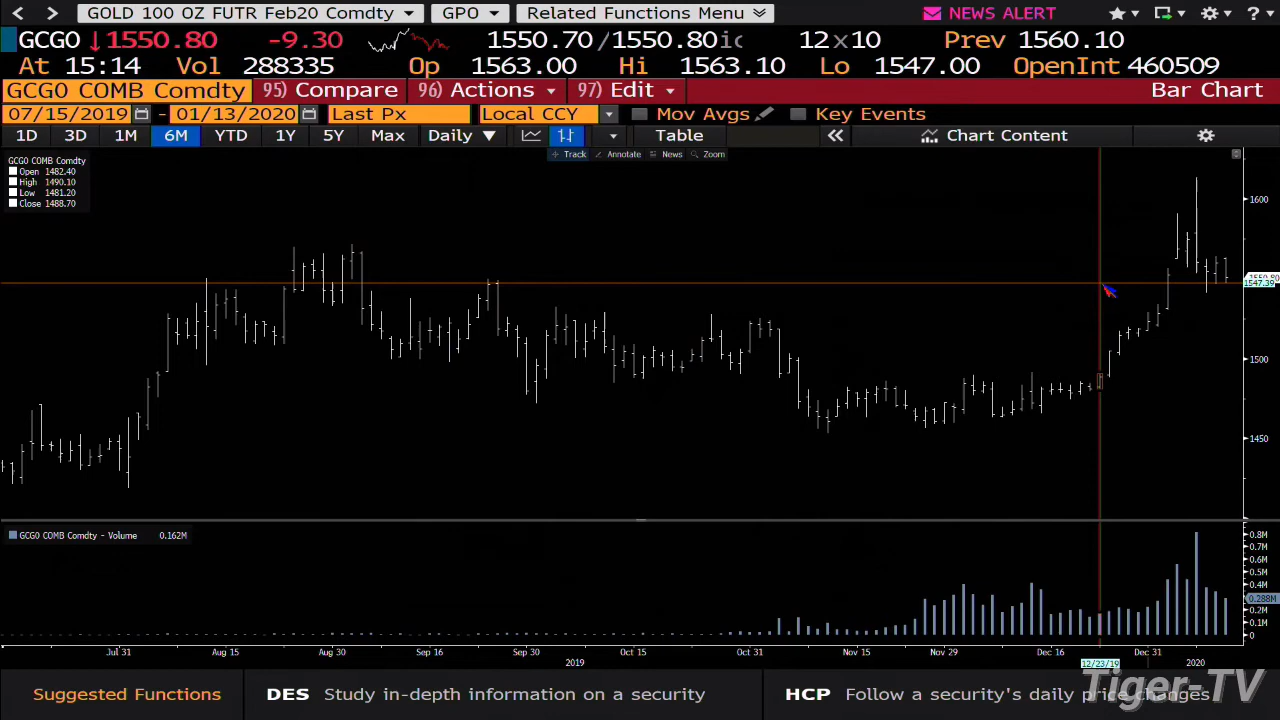 GOLD 100 OZ FUTR Feb20 Comdty GPO Related Functions Menu NEWS ALERT ?
GCG0 ↓1550.80 -9.30 1550.70/1550.80ic 12x10 Prev 1560.10
At 15:14 Vol 288335 Op 1563.00 Hi 1563.10 Lo 1547.00 OpenInt 460509
GCG0 COMB Comdty 95) Compare 96) Actions 97) Edit Bar Chart
07/15/2019 - 01/13/2020 Last Px Local CCY Mov Avgs Key Events
1D 3D 1M 6M YTD 1Y 5Y Max Daily Table Chart Content
Track Annotate News Zoom
GCG0 COMB Comdty
Open 1482.40
High 1490.10
Low 1481.20
Close 1488.70
1600
1550.80
1547.39
1500
1450
GCG0 COMB Comdty - Volume 0.162M
0.8M
0.7M
0.6M
0.5M
0.4M
0.288M
0.2M
0.1M
0
Jul 31 Aug 15 Aug 30 Sep 16 Sep 30 Oct 15 Oct 31 Nov 15 Nov 29 Dec 16 Dec 31
2019 12/23/19 2020
Suggested Functions DES Study in-depth information on a security HCP Follow a security's daily price changes
Tiger-TV